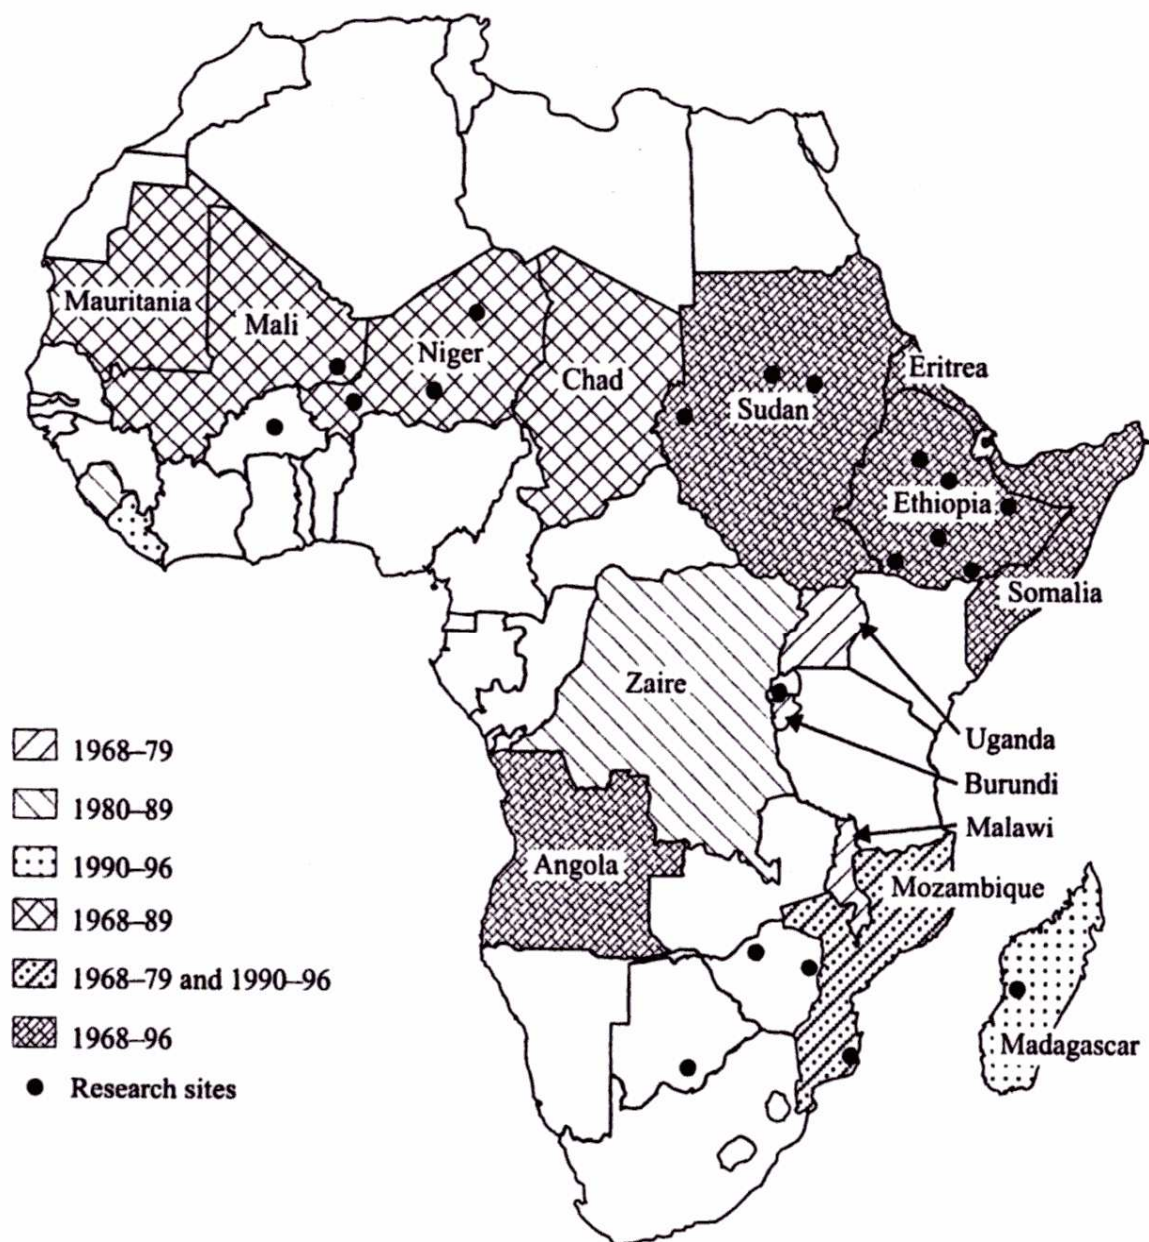 Mauritania
Mali
Niger
Chad
Sudan
Eritrea
Ethiopia
Somalia
Zaire
Uganda
Burundi
Malawi
Angola
Mozambique
Madagascar
1968–79
1980–89
1990–96
1968–89
1968–79 and 1990–96
1968–96
Research sites